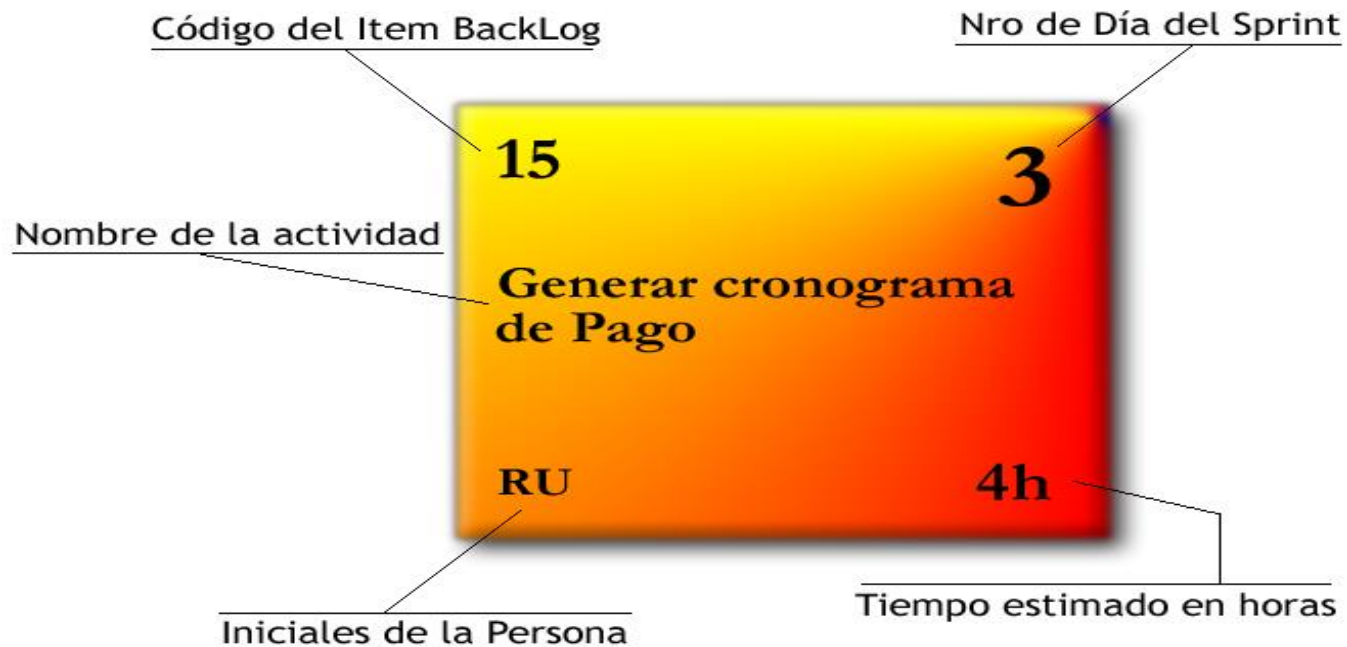 Código del Item BackLog
Nro de Día del Sprint
15
3
Nombre de la actividad
Generar cronograma
de Pago
RU
4h
Tiempo estimado en horas
Iniciales de la Persona